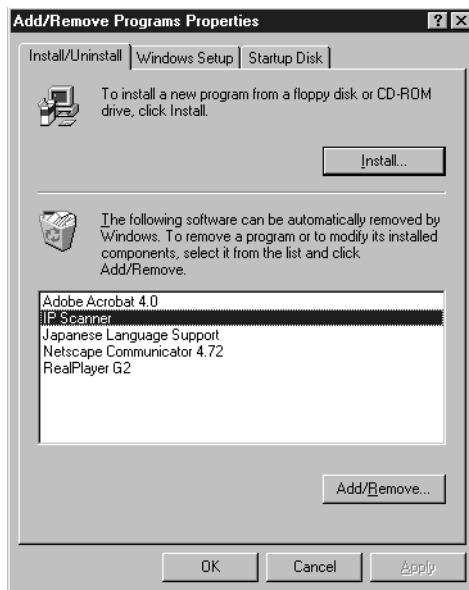 Add/Remove Programs Properties
Install/Uninstall
Windows Setup
Startup Disk
To install a new program from a floppy disk or CD-ROM
drive, click Install.
Install...
The following software can be automatically removed by
Windows. To remove a program or to modify its installed
components, select it from the list and click
Add/Remove.
Adobe Acrobat 4.0
IP Scanner
Japanese Language Support
Netscape Communicator 4.72
RealPlayer G2
Add/Remove...
OK
Cancel
Apply